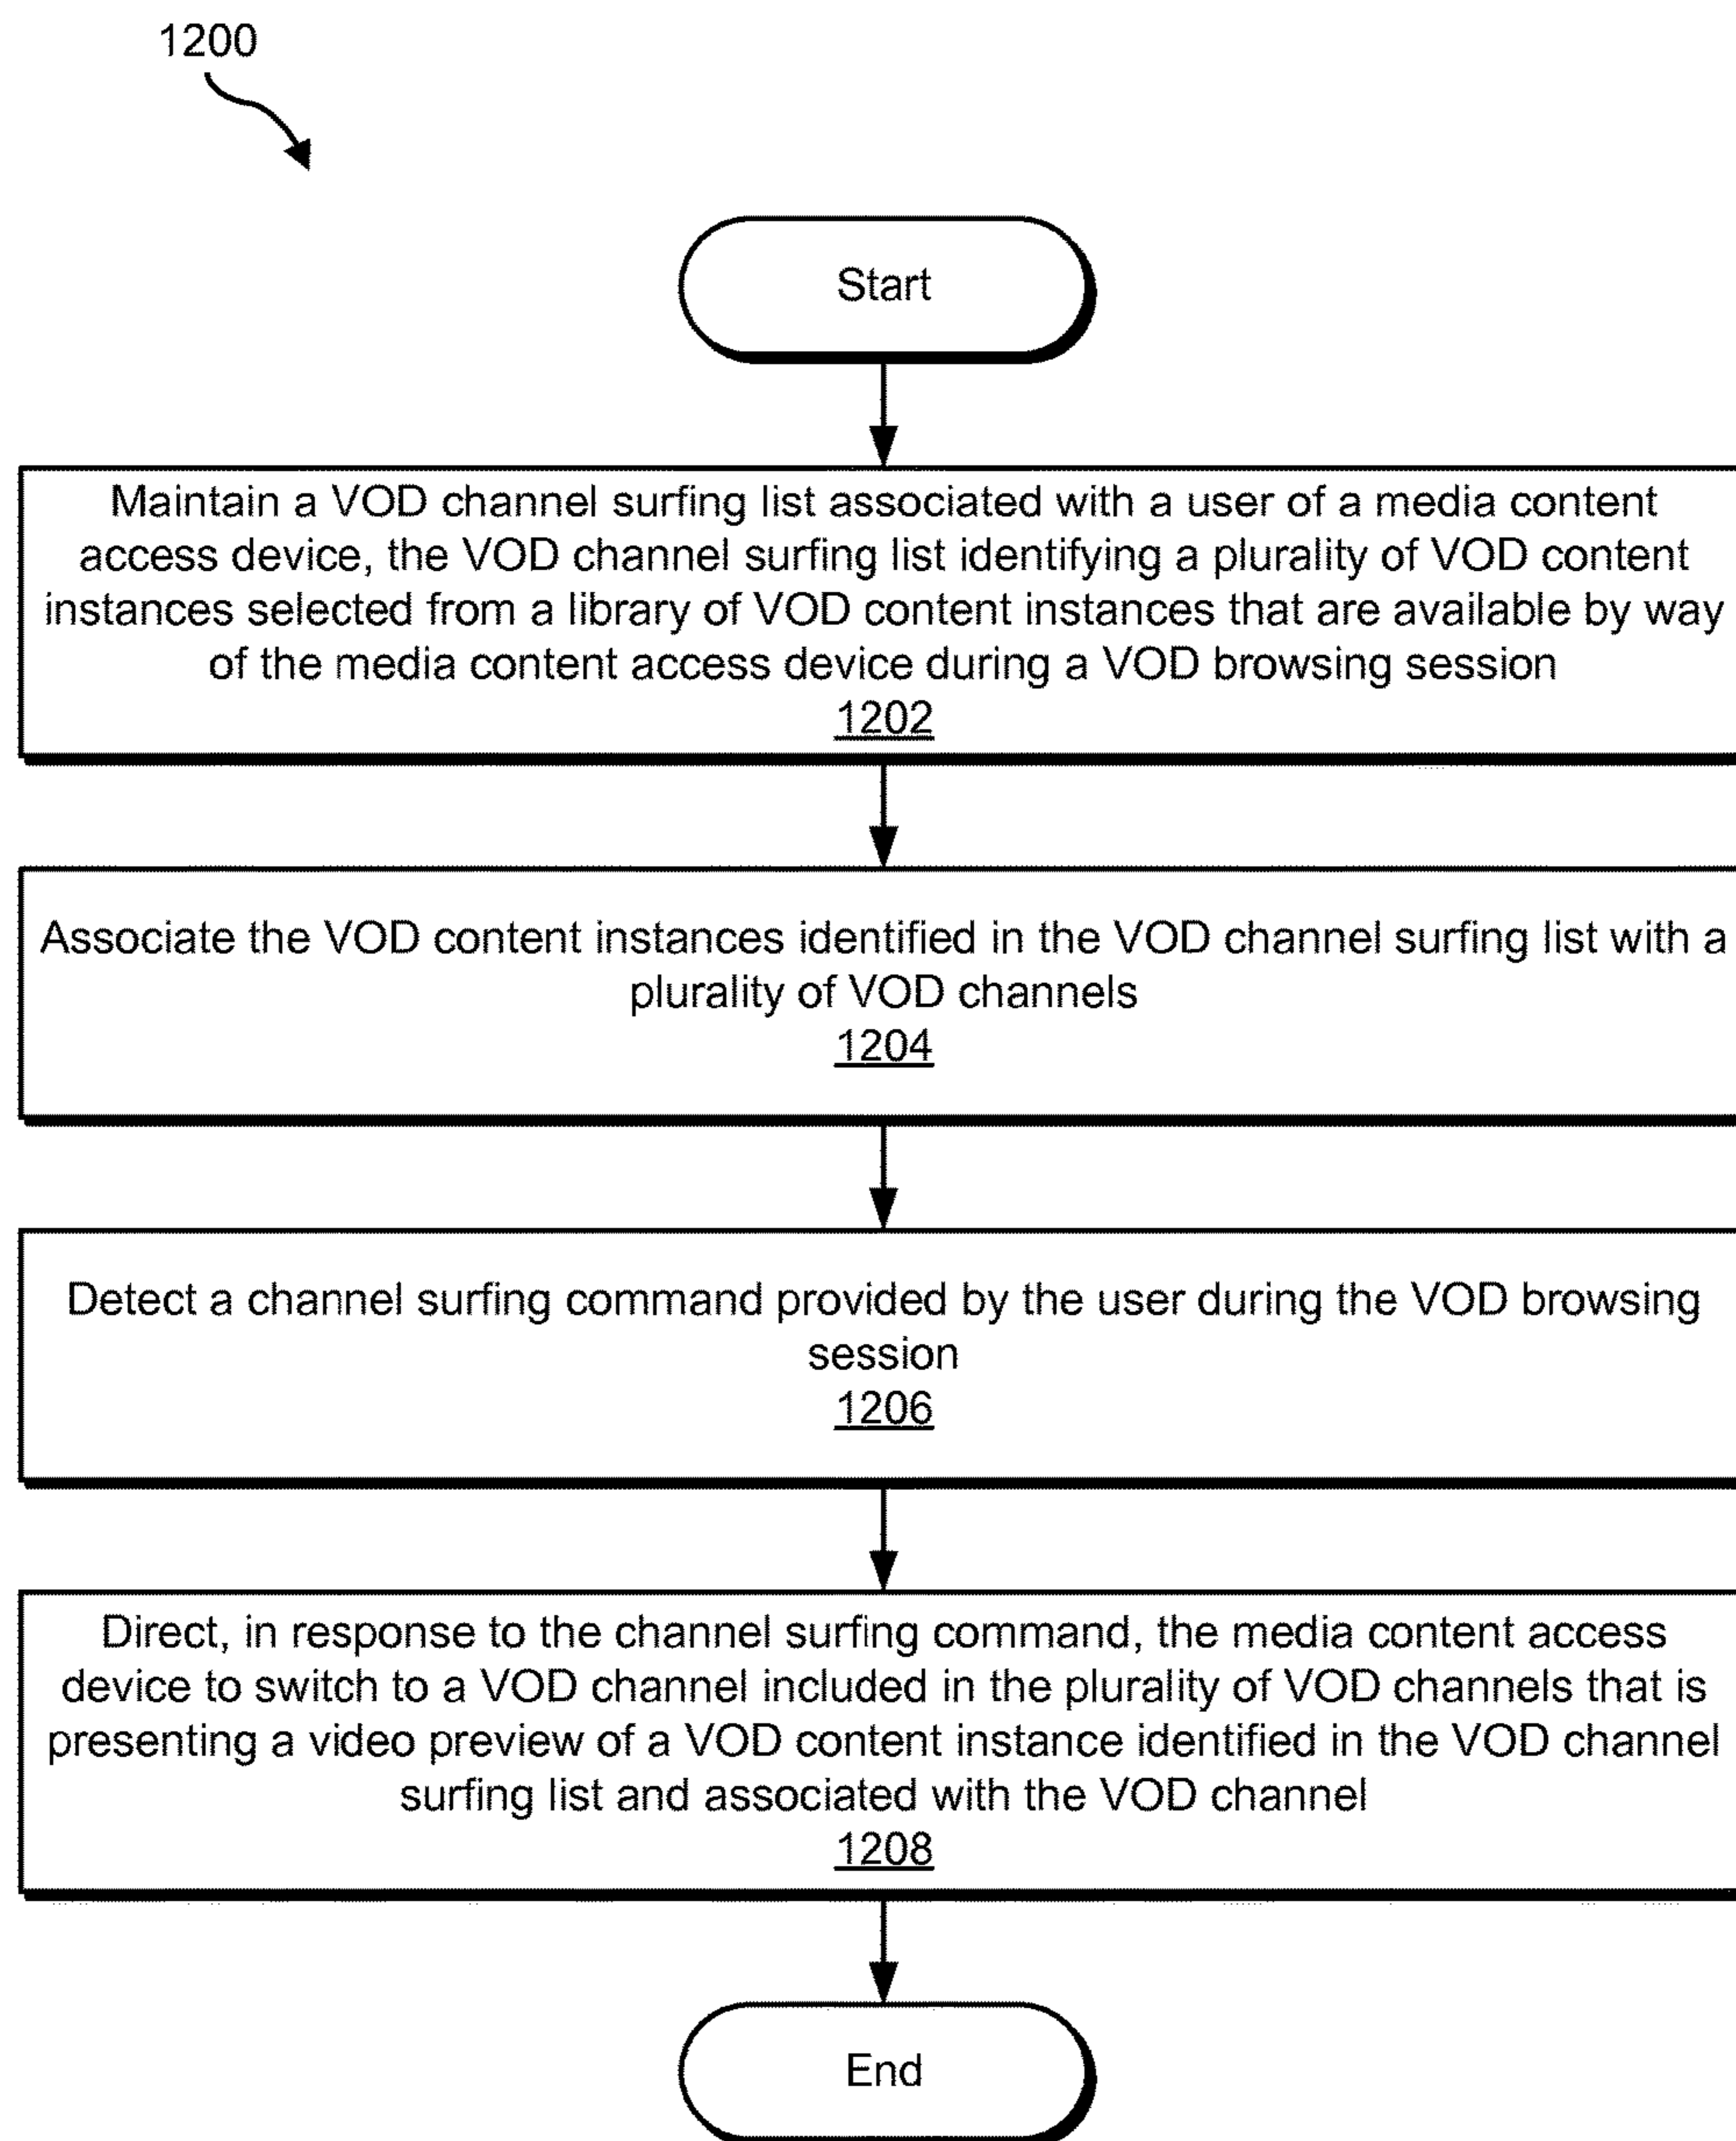 1200
Start
Maintain a VOD channel surfing list associated with a user of a media content
access device, the VOD channel surfing list identifying a plurality of VOD content
instances selected from a library of VOD content instances that are available by way
of the media content access device during a VOD browsing session
1202
Associate the VOD content instances identified in the VOD channel surfing list with a
plurality of VOD channels
1204
Detect a channel surfing command provided by the user during the VOD browsing
session
1206
Direct, in response to the channel surfing command, the media content access
device to switch to a VOD channel included in the plurality of VOD channels that is
presenting a video preview of a VOD content instance identified in the VOD channel
surfing list and associated with the VOD channel
1208
End